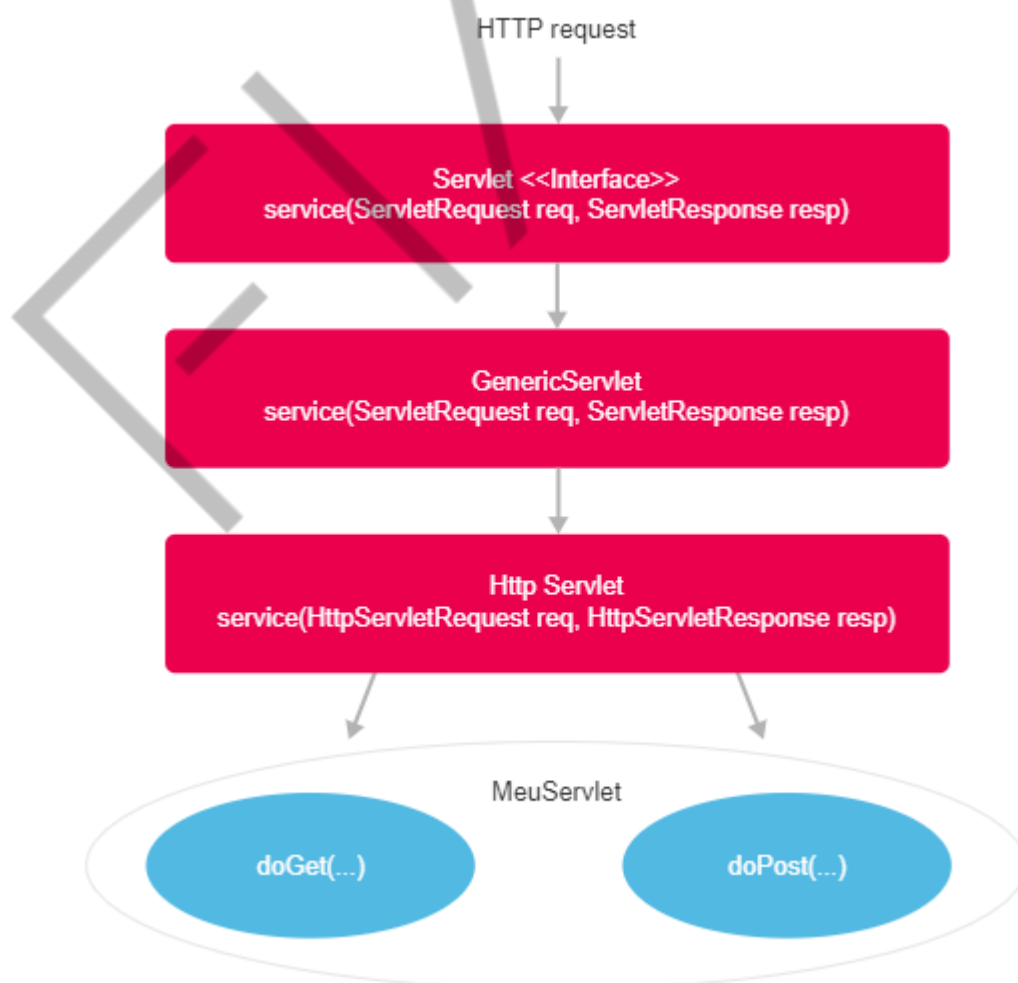 HTTP request
Servlet <<Interface>>
service(ServletRequest req, ServletResponse resp)
GenericServlet
service(ServletRequest req, ServletResponse resp)
Http Servlet
service(HttpServletRequest req, HttpServletResponse resp)
MeuServlet
doGet(...)
doPost(...)